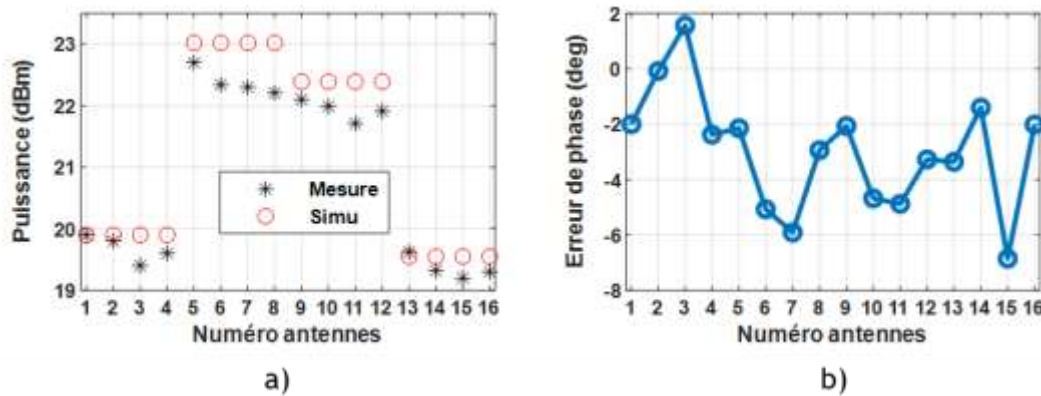 Puissance (dBm)
23
22
21
20
19
Mesure
Simu
1 2 3 4 5 6 7 8 9 10 11 12 13 14 15 16
Numéro antennes
a)
Erreur de phase (deg)
2
0
-2
-4
-6
-8
1 2 3 4 5 6 7 8 9 10 11 12 13 14 15 16
Numéro antennes
b)